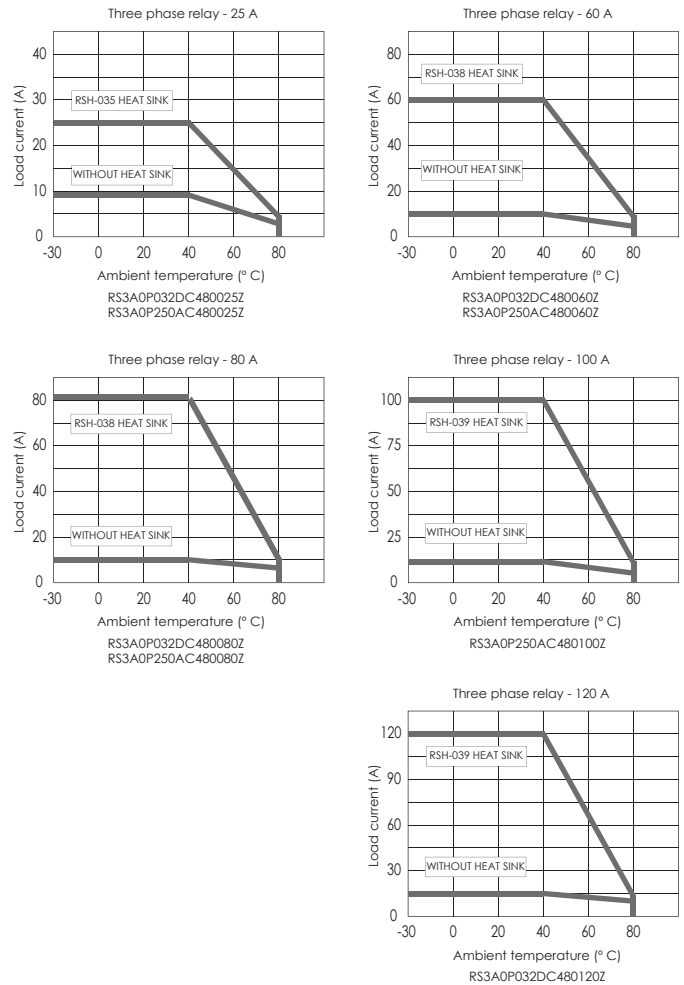 Three phase relay - 25 A
40
30
20
10
0
Load current (A)
RSH-035 HEAT SINK
WITHOUT HEAT SINK
-30 0 20 40 60 80
Ambient temperature (° C)
RS3A0P032DC480025Z
RS3A0P250AC480025Z
Three phase relay - 60 A
80
60
40
20
0
Load current (A)
RSH-038 HEAT SINK
WITHOUT HEAT SINK
-30 0 20 40 60 80
Ambient temperature (° C)
RS3A0P032DC480060Z
RS3A0P250AC480060Z
Three phase relay - 80 A
80
60
40
20
0
Load current (A)
RSH-038 HEAT SINK
WITHOUT HEAT SINK
-30 0 20 40 60 80
Ambient temperature (° C)
RS3A0P032DC480080Z
RS3A0P250AC480080Z
Three phase relay - 100 A
100
75
50
25
0
Load current (A)
RSH-039 HEAT SINK
WITHOUT HEAT SINK
-30 0 20 40 60 80
Ambient temperature (° C)
RS3A0P250AC480100Z
Three phase relay - 120 A
120
90
60
30
0
Load current (A)
RSH-039 HEAT SINK
WITHOUT HEAT SINK
-30 0 20 40 60 80
Ambient temperature (° C)
RS3A0P032DC480120Z